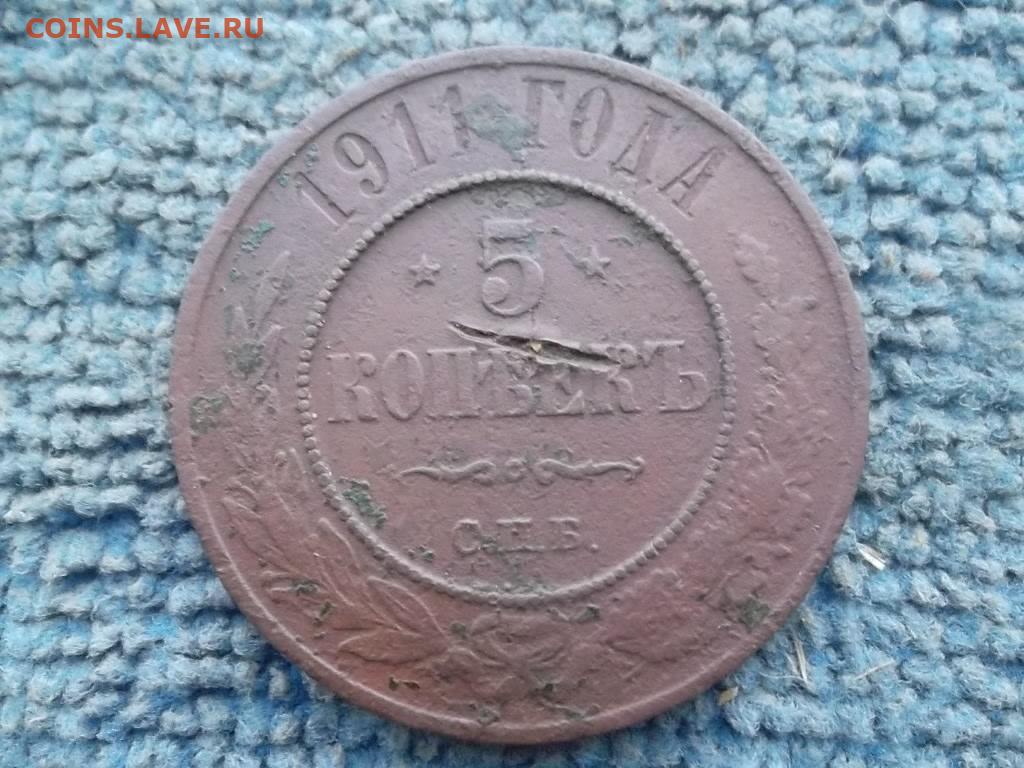 COINS.LAVE.RU
1911 ГОДА
5
КОПѢЕКЪ
С.П.Б.